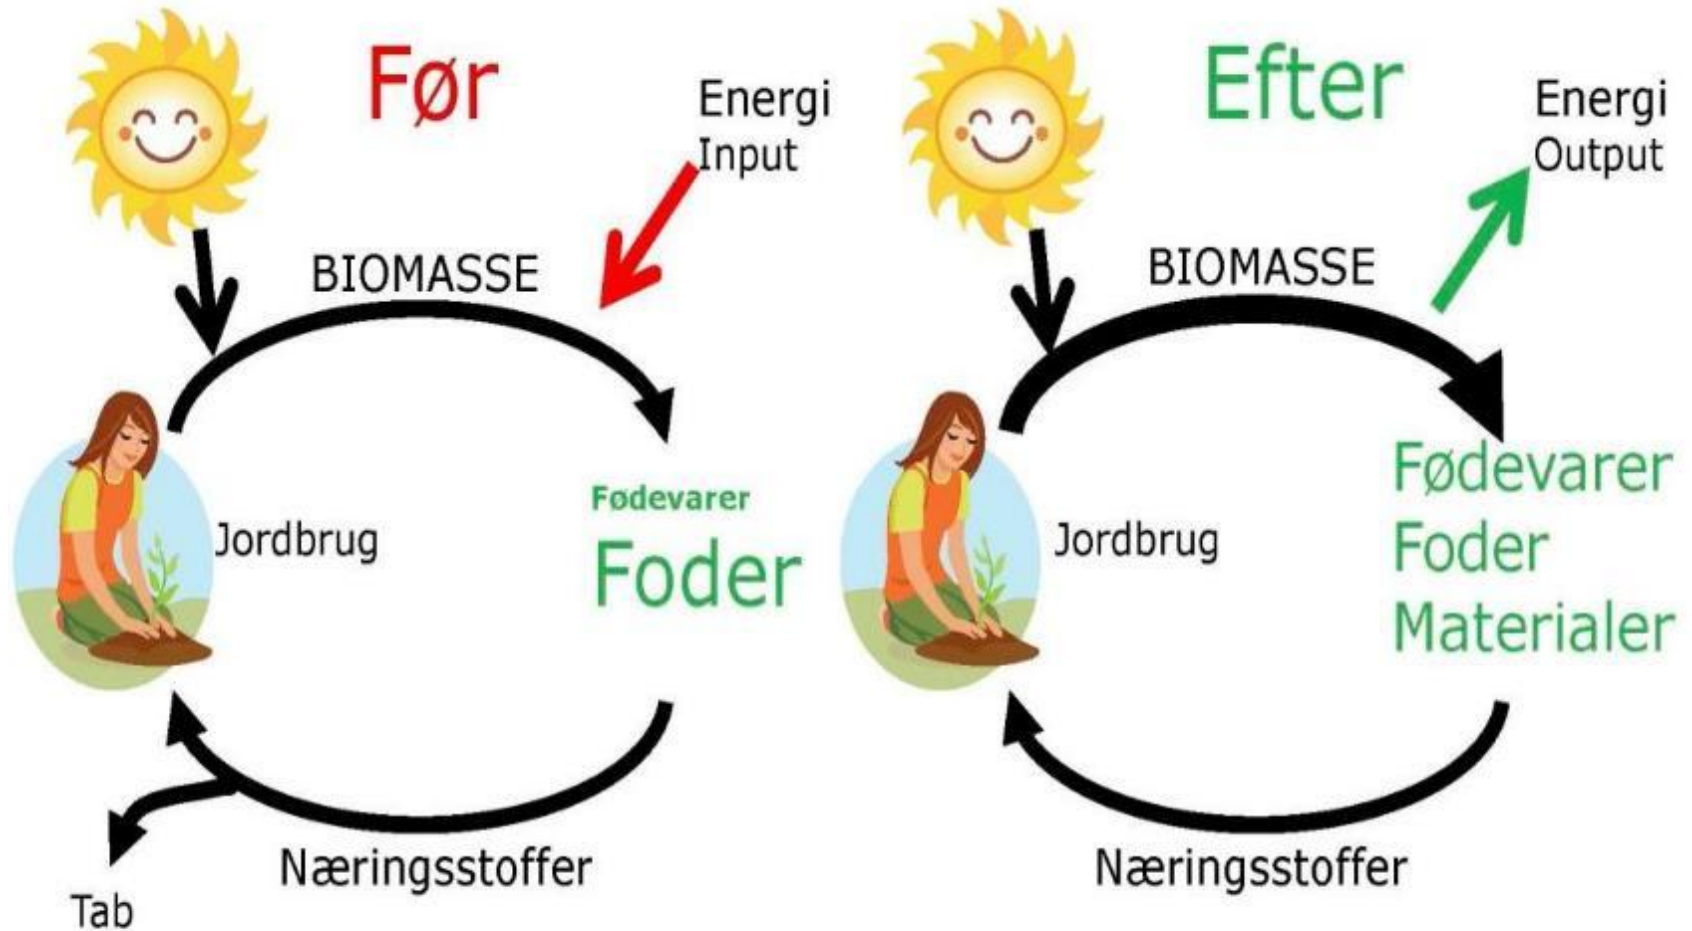 Før
Energi
Input
BIOMASSE
Jordbrug
Fødevarer
Foder
Næringsstoffer
Tab
Efter
Energi
Output
BIOMASSE
Jordbrug
Fødevarer
Foder
Materialer
Næringsstoffer